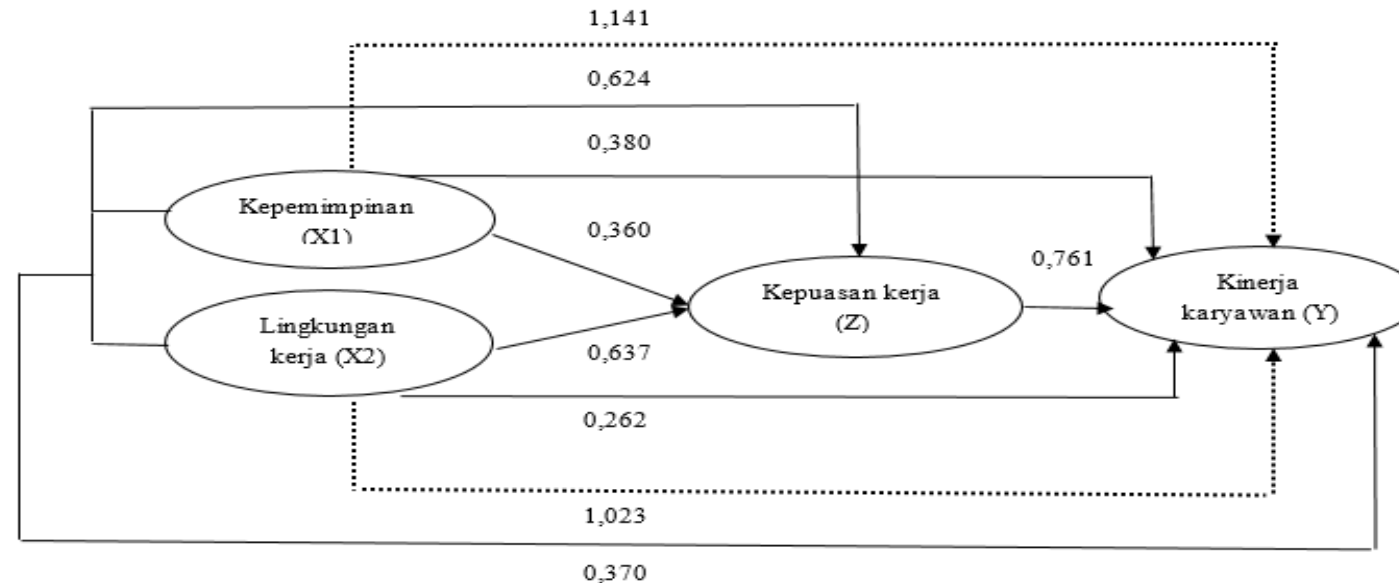 1,141
0,624
0,380
Kepemimpinan
(X1)
0,360
0,761
Kepuasan kerja
(Z)
Kinerja
karyawan (Y)
Lingkungan
kerja (X2)
0,637
0,262
1,023
0,370